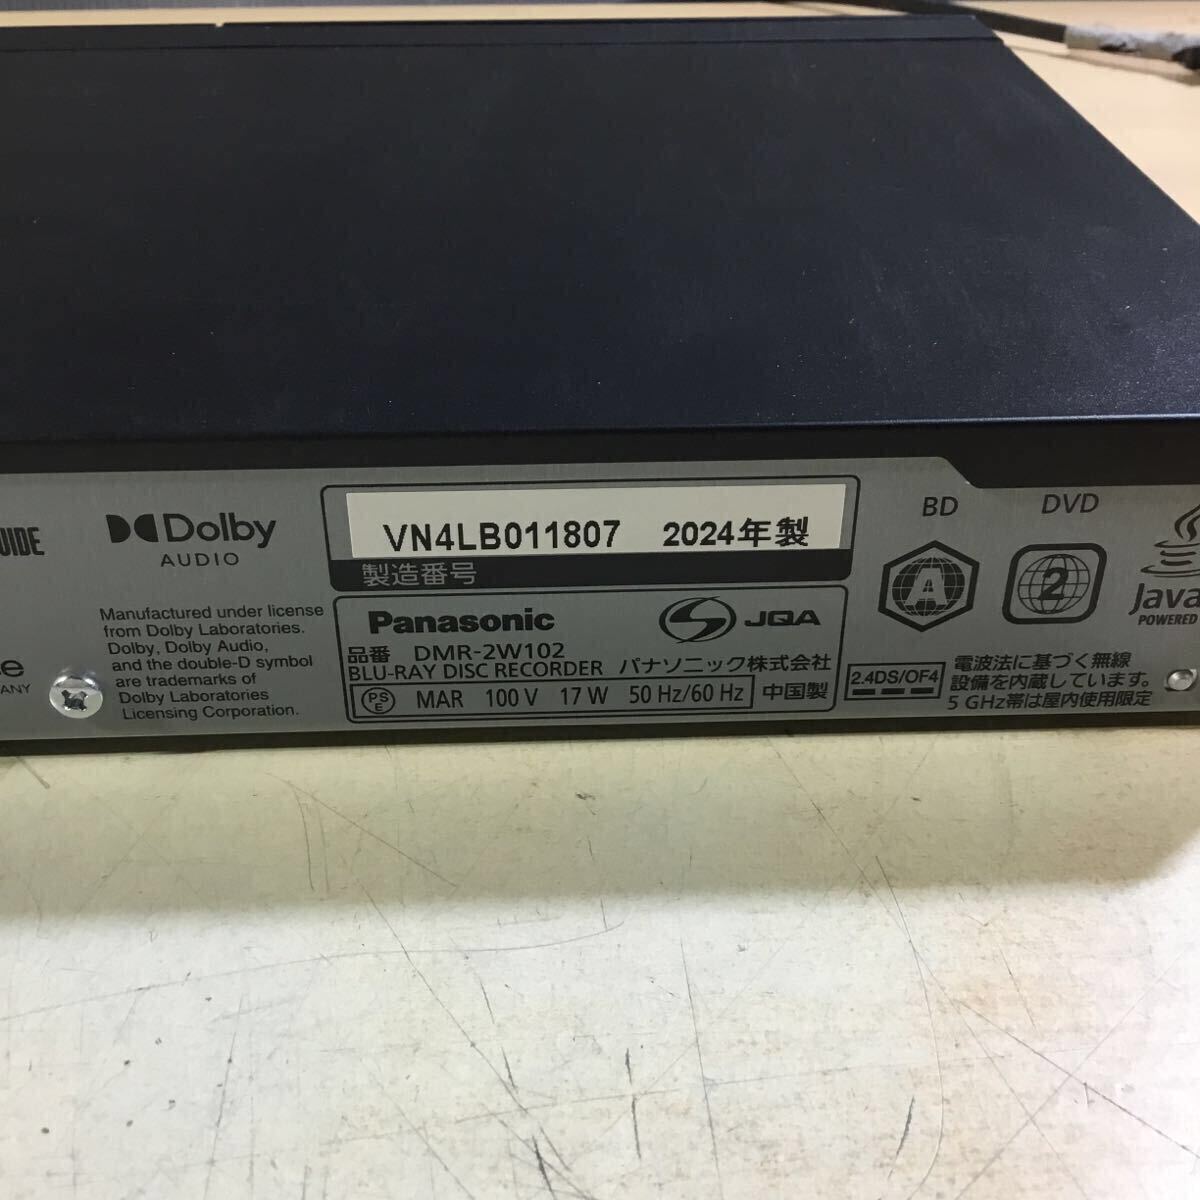 UIDE
Dolby
AUDIO
Manufactured under license
from Dolby Laboratories.
Dolby, Dolby Audio,
and the double-D symbol
are trademarks of
Dolby Laboratories
Licensing Corporation.
VN4LB011807 2024年製
製造番号
Panasonic
JQA
品番 DMR-2W102
BLU-RAY DISC RECORDER パナソニック株式会社
PSE MAR 100 V 17 W 50 Hz/60 Hz 中国製
BD
A
DVD
2
Java
POWERED
2.4DS/OF4
電波法に基づく無線
設備を内蔵しています。
5 GHz帯は屋内使用限定